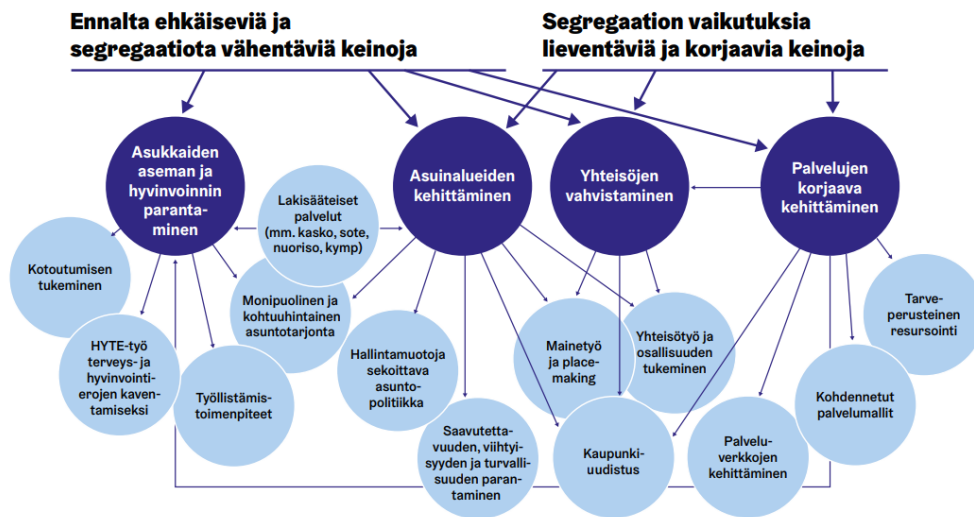 Ennalta ehkäiseviä ja
segregaatiota vähentäviä keinoja
Segregaation vaikutuksia
lieventäviä ja korjaavia keinoja
Asukkaiden
aseman ja
hyvinvoinnin
paranta-
minen
Asuinalueiden
kehittäminen
Yhteisöjen
vahvistaminen
Palvelujen
korjaava
kehittäminen
Lakisääteiset
palvelut
(mm. kasko, sote,
nuoriso, kymp)
Kotoutumisen
tukeminen
Monipuolinen ja
kohtuuhintainen
asuntotarjonta
HYTE-työ
terveys- ja
hyvinvointi-
erojen kaven-
tamiseksi
Työllistämis-
toimenpiteet
Hallintamuotoja
sekoittava
asunto-
politiikka
Saavutetta-
vuuden, viihtyi-
syyden ja turvalli-
suuden paran-
taminen
Mainetyö
ja place-
making
Yhteisötyö ja
osallisuuden
tukeminen
Kaupunki-
uudistus
Palvelu-
verkkojen
kehittäminen
Kohdennetut
palvelumallit
Tarve-
perusteinen
resursointi